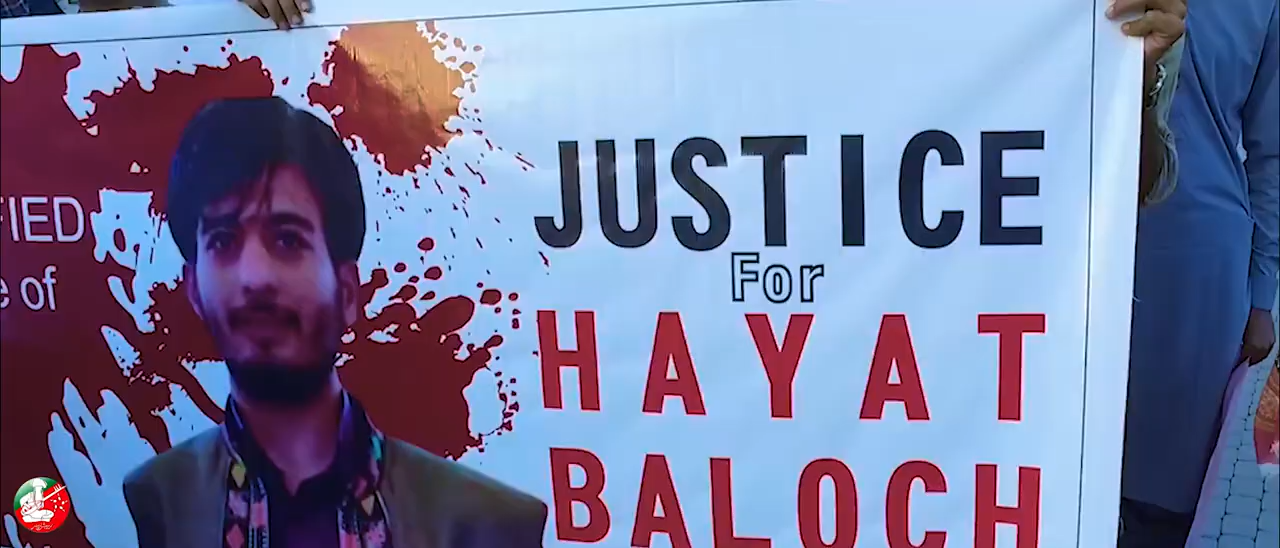 FIED
of
JUSTICE
For
HAYAT
BALOCH